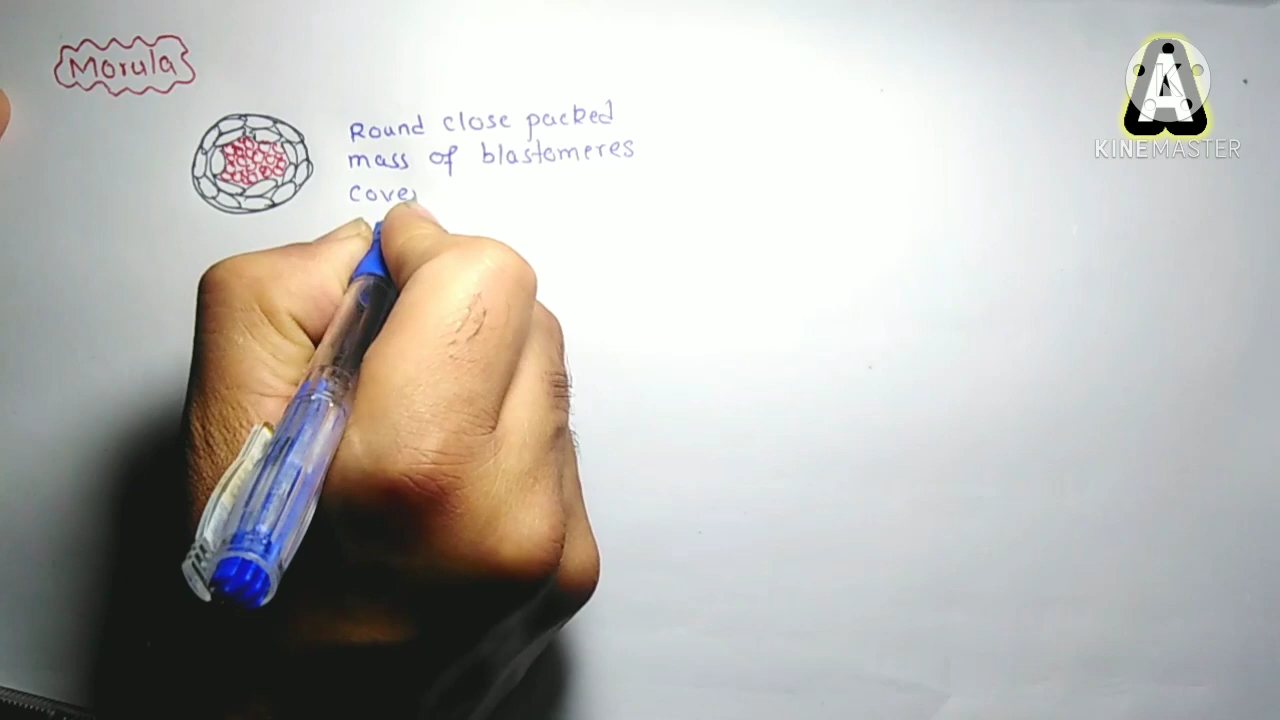 Morula
Round close packed
mass of blastomeres
cove
KINEMASTER